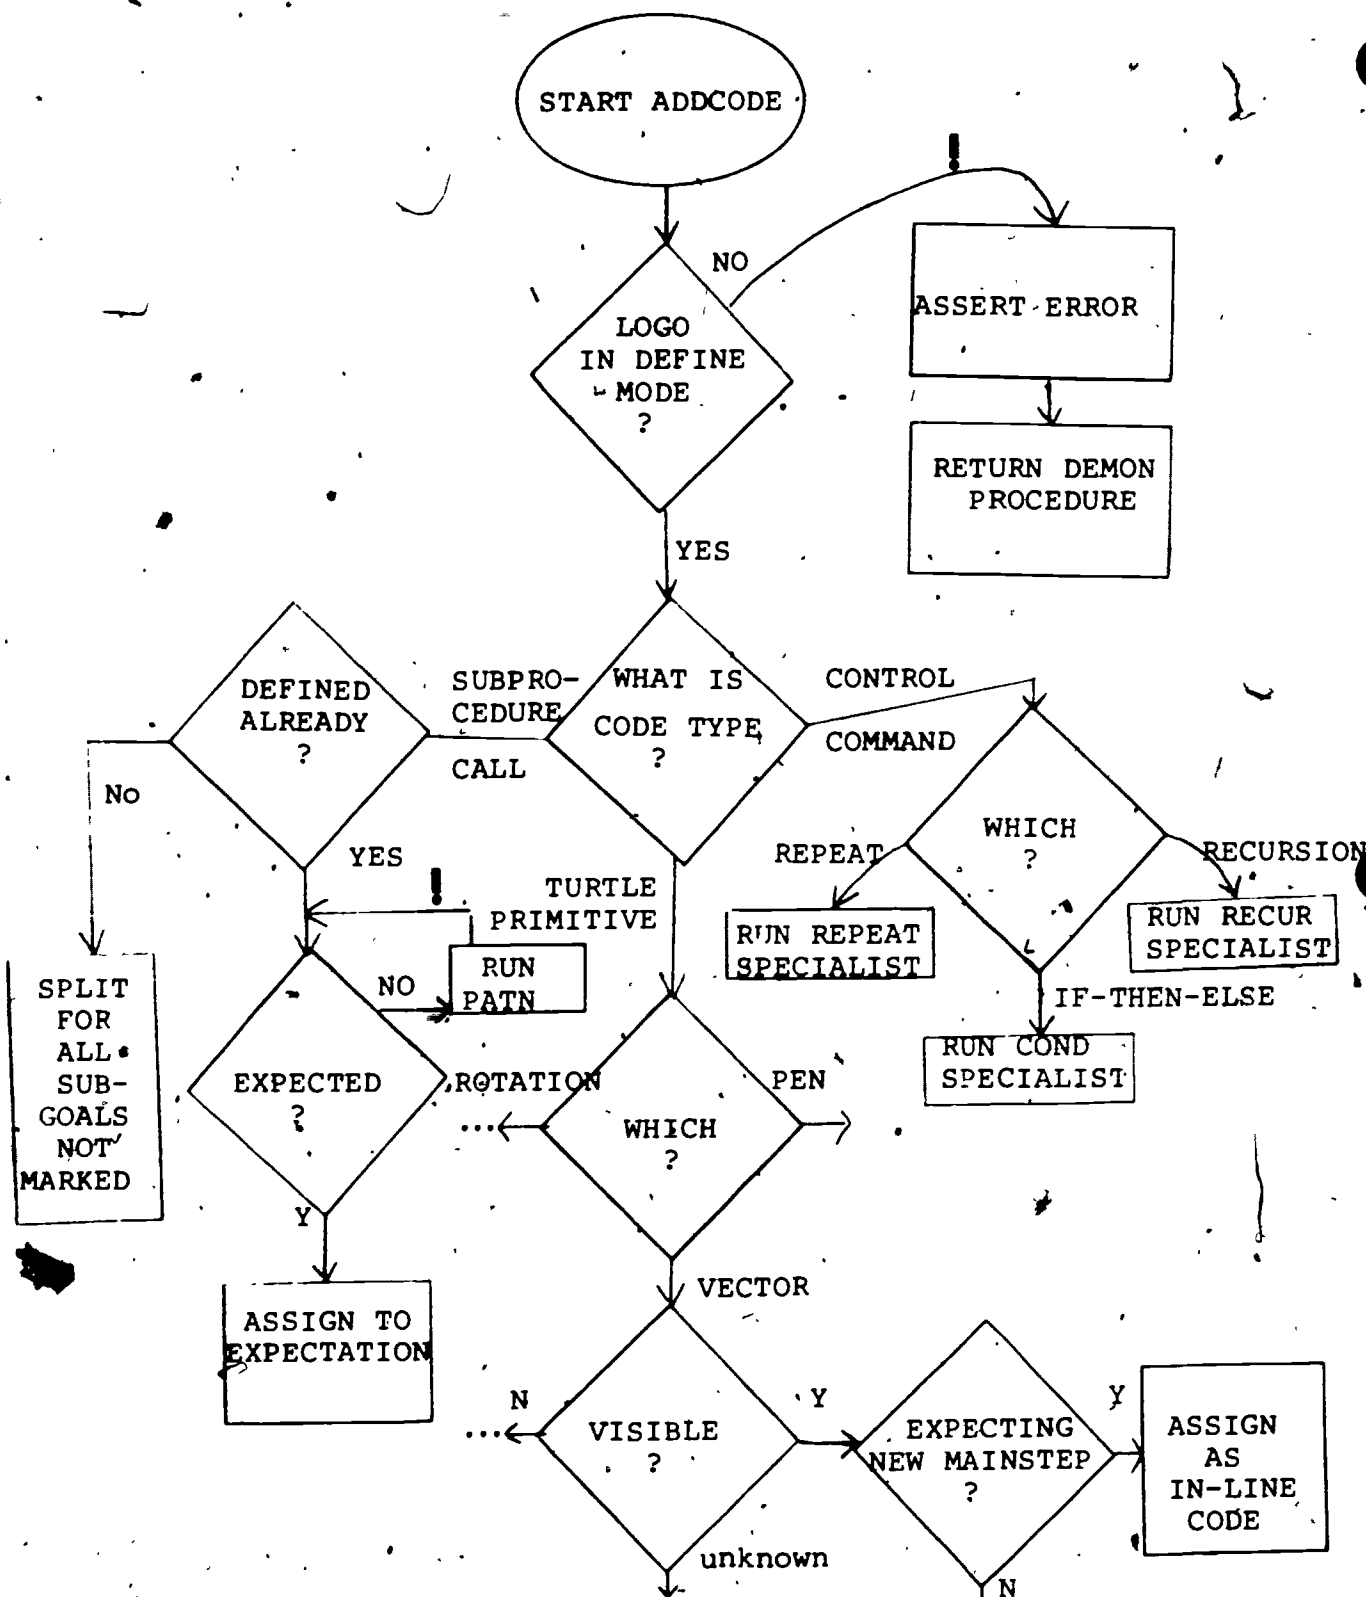 START ADDCODE
!
NO
LOGO
IN DEFINE
MODE
?
ASSERT ERROR
RETURN DEMON
PROCEDURE
YES
DEFINED
ALREADY
?
SUBPRO-
CEDURE
CALL
WHAT IS
CODE TYPE
?
CONTROL
COMMAND
No
YES
!
TURTLE
PRIMITIVE
WHICH
?
REPEAT
RECURSION
RUN REPEAT
SPECIALIST
RUN RECUR
SPECIALIST
IF-THEN-ELSE
RUN COND
SPECIALIST
SPLIT
FOR
ALL
SUB-
GOALS
NOT
MARKED
NO
RUN
PATN
EXPECTED
?
ROTATION
...
WHICH
?
PEN
Y
ASSIGN TO
EXPECTATION
VECTOR
N
...
VISIBLE
?
Y
EXPECTING
NEW MAINSTEP
?
Y
ASSIGN
AS
IN-LINE
CODE
unknown
N